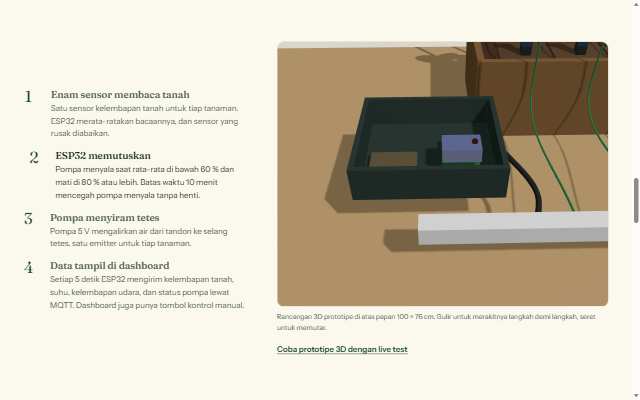 1 Enam sensor membaca tanah
Satu sensor kelembapan tanah untuk tiap tanaman.
ESP32 merata-ratakan bacaannya, dan sensor yang
rusak diabaikan.
2 ESP32 memutuskan
Pompa menyala saat rata-rata di bawah 60 % dan
mati di 80 % atau lebih. Batas waktu 10 menit
mencegah pompa menyala tanpa henti.
3 Pompa menyiram tetes
Pompa 5 V mengalirkan air dari tandon ke selang
tetes, satu emitter untuk tiap tanaman.
4 Data tampil di dashboard
Setiap 5 detik ESP32 mengirim kelembapan tanah,
suhu, kelembapan udara, dan status pompa lewat
MQTT. Dashboard juga punya tombol kontrol manual.
Rancangan 3D prototipe di atas papan 100 × 76 cm. Gulir untuk merakitnya langkah demi langkah, seret
untuk memutar.
Coba prototipe 3D dengan live test